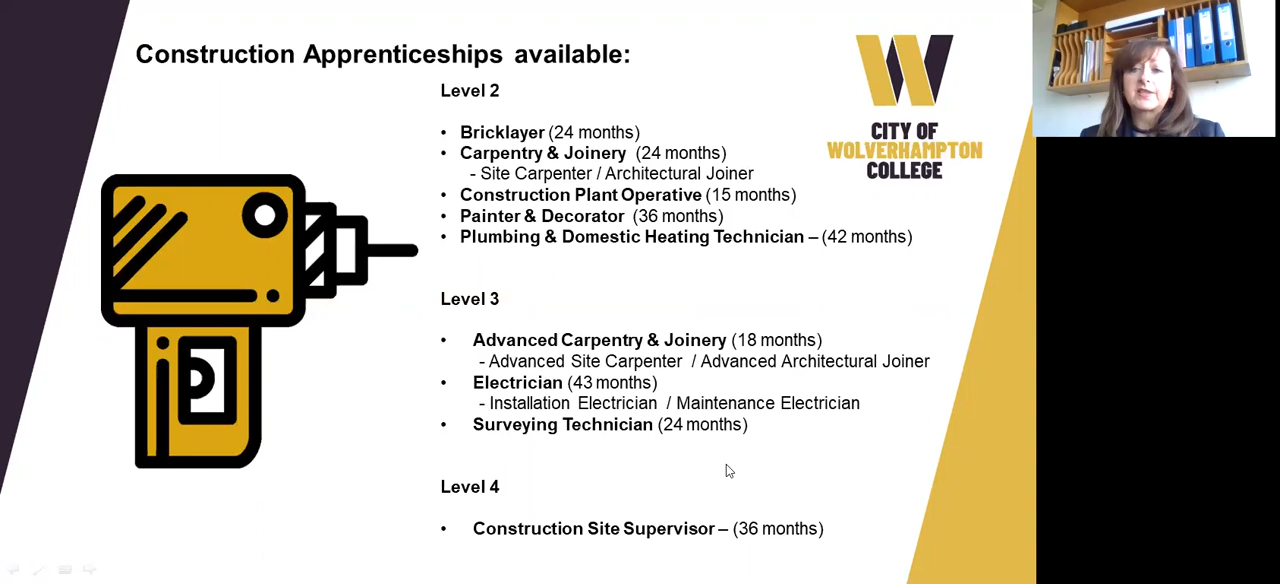 Construction Apprenticeships available:
Level 2
• Bricklayer (24 months)
• Carpentry & Joinery (24 months)
- Site Carpenter / Architectural Joiner
• Construction Plant Operative (15 months)
• Painter & Decorator (36 months)
• Plumbing & Domestic Heating Technician – (42 months)
Level 3
• Advanced Carpentry & Joinery (18 months)
- Advanced Site Carpenter / Advanced Architectural Joiner
• Electrician (43 months)
- Installation Electrician / Maintenance Electrician
• Surveying Technician (24 months)
Level 4
• Construction Site Supervisor – (36 months)
W
CITY OF
WOLVERHAMPTON
COLLEGE